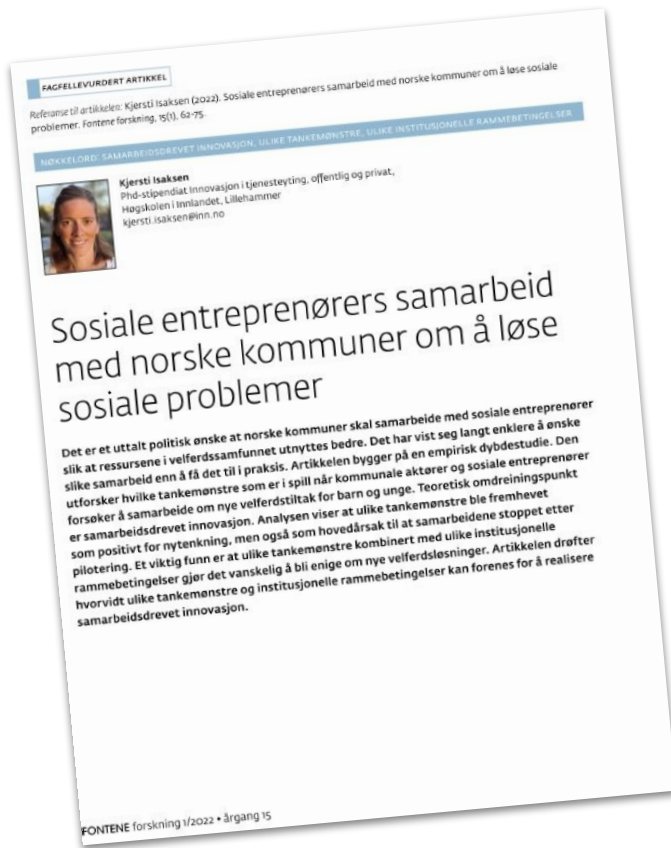 FAGFELLEVURDERT ARTIKKEL
Referanse til artikkelen: Kjersti Isaksen (2022). Sosiale entreprenørers samarbeid med norske kommuner om å løse sosiale
problemer. Fontene forskning, 15(1), 62-75.
NØKKELORD: SAMARBEIDSDREVET INNOVASJON, ULIKE TANKEMØNSTRE, ULIKE INSTITUSJONELLE RAMMEBETINGELSER
Kjersti Isaksen
Phd-stipendiat Innovasjon i tjenesteyting, offentlig og privat,
Høgskolen i Innlandet, Lillehammer
kjersti.isaksen@inn.no
Sosiale entreprenørers samarbeid
med norske kommuner om å løse
sosiale problemer
Det er et uttalt politisk ønske at norske kommuner skal samarbeide med sosiale entreprenører
slik at ressursene i velferdssamfunnet utnyttes bedre. Det har vist seg langt enklere å ønske
slike samarbeid enn å få det til i praksis. Artikkelen bygger på en empirisk dybdestudie. Den
utforsker hvilke tankemønstre som er i spill når kommunale aktører og sosiale entreprenører
forsøker å samarbeide om nye velferdstiltak for barn og unge. Teoretisk omdreiningspunkt
er samarbeidsdrevet innovasjon. Analysen viser at ulike tankemønstre ble fremhevet
som positivt for nytenkning, men også som hovedårsak til at samarbeidene stoppet etter
pilotering. Et viktig funn er at ulike tankemønstre kombinert med ulike institusjonelle
rammebetingelser gjør det vanskelig å bli enige om nye velferdsløsninger. Artikkelen drøfter
hvorvidt ulike tankemønstre og institusjonelle rammebetingelser kan forenes for å realisere
samarbeidsdrevet innovasjon.
FONTENE forskning 1/2022 • årgang 15